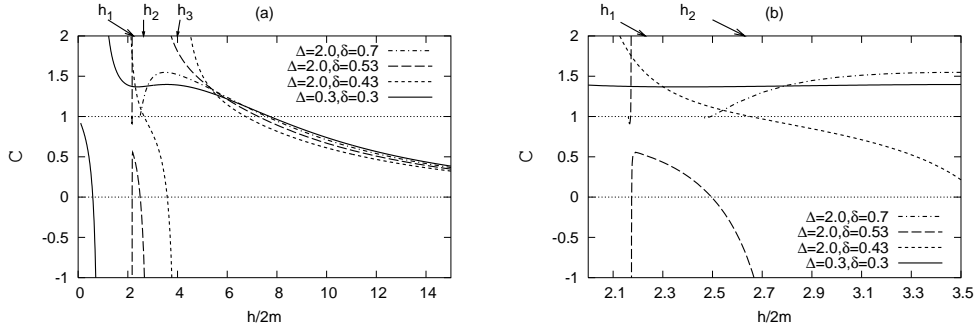 h1 h2 h3 (a)
2
1.5
1
0.5
0
-0.5
-1
C
Δ=2.0,δ=0.7
Δ=2.0,δ=0.53
Δ=2.0,δ=0.43
Δ=0.3,δ=0.3
0 2 4 6 8 10 12 14
h/2m
h1 h2 (b)
2
1.5
1
0.5
0
-0.5
-1
C
Δ=2.0,δ=0.7
Δ=2.0,δ=0.53
Δ=2.0,δ=0.43
Δ=0.3,δ=0.3
2.1 2.3 2.5 2.7 2.9 3.1 3.3 3.5
h/2m